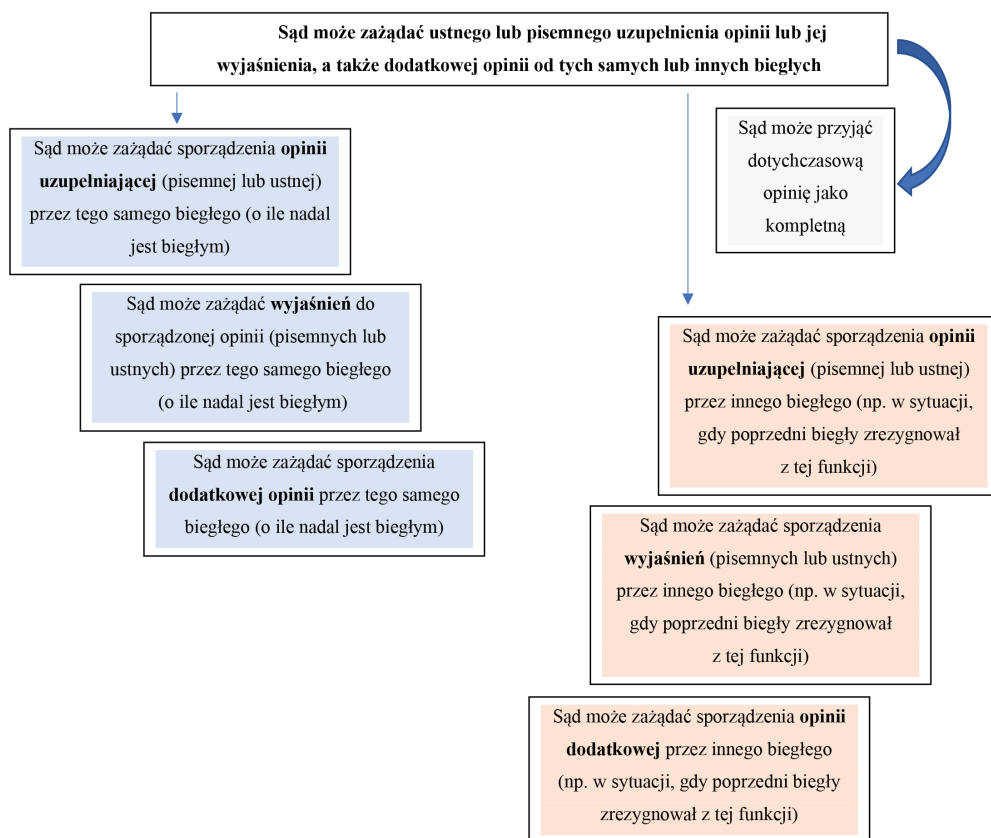 Sąd może zażądać ustnego lub pisemnego uzupełnienia opinii lub jej
wyjaśnienia, a także dodatkowej opinii od tych samych lub innych biegłych
Sąd może zażądać sporządzenia opinii
uzupełniającej (pisemnej lub ustnej)
przez tego samego biegłego (o ile nadal
jest biegłym)
Sąd może zażądać wyjaśnień do
sporządzonej opinii (pisemnych lub
ustnych) przez tego samego biegłego
(o ile nadal jest biegłym)
Sąd może zażądać sporządzenia
dodatkowej opinii przez tego samego
biegłego (o ile nadal jest biegłym)
Sąd może przyjąć
dotychczasową
opinię jako
kompletną
Sąd może zażądać sporządzenia opinii
uzupełniającej (pisemnej lub ustnej)
przez innego biegłego (np. w sytuacji,
gdy poprzedni biegły zrezygnował
z tej funkcji)
Sąd może zażądać sporządzenia
wyjaśnień (pisemnych lub ustnych)
przez innego biegłego (np. w sytuacji,
gdy poprzedni biegły zrezygnował
z tej funkcji)
Sąd może zażądać sporządzenia opinii
dodatkowej przez innego biegłego
(np. w sytuacji, gdy poprzedni biegły
zrezygnował z tej funkcji)